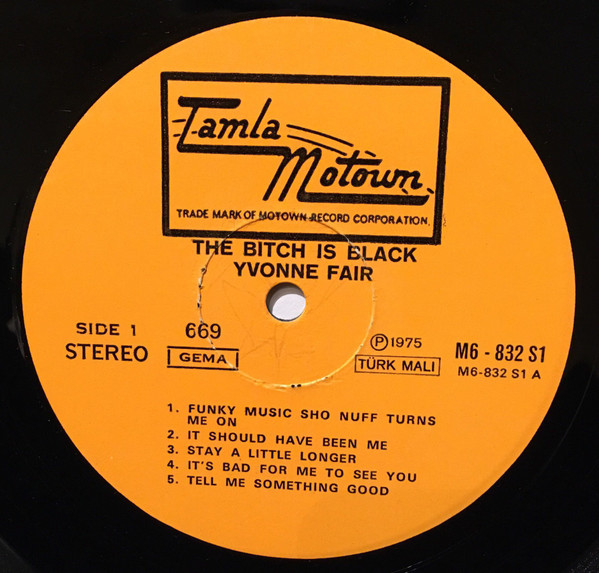 Tamla
Motown
TRADE MARK OF MOTOWN RECORD CORPORATION.
THE BITCH IS BLACK
YVONNE FAIR
SIDE 1 669
STEREO GEMA
℗1975 M6 - 832 S1
TÜRK MALI M6-832 S1 A
1. FUNKY MUSIC SHO NUFF TURNS
ME ON
2. IT SHOULD HAVE BEEN ME
3. STAY A LITTLE LONGER
4. IT'S BAD FOR ME TO SEE YOU
5. TELL ME SOMETHING GOOD